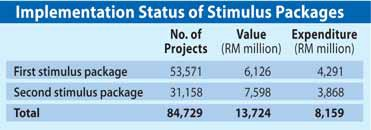 Implementation Status of Stimulus Packages
No. of Value Expenditure
Projects (RM million) (RM million)
First stimulus package 53,571 6,126 4,291
Second stimulus package 31,158 7,598 3,868
Total 84,729 13,724 8,159